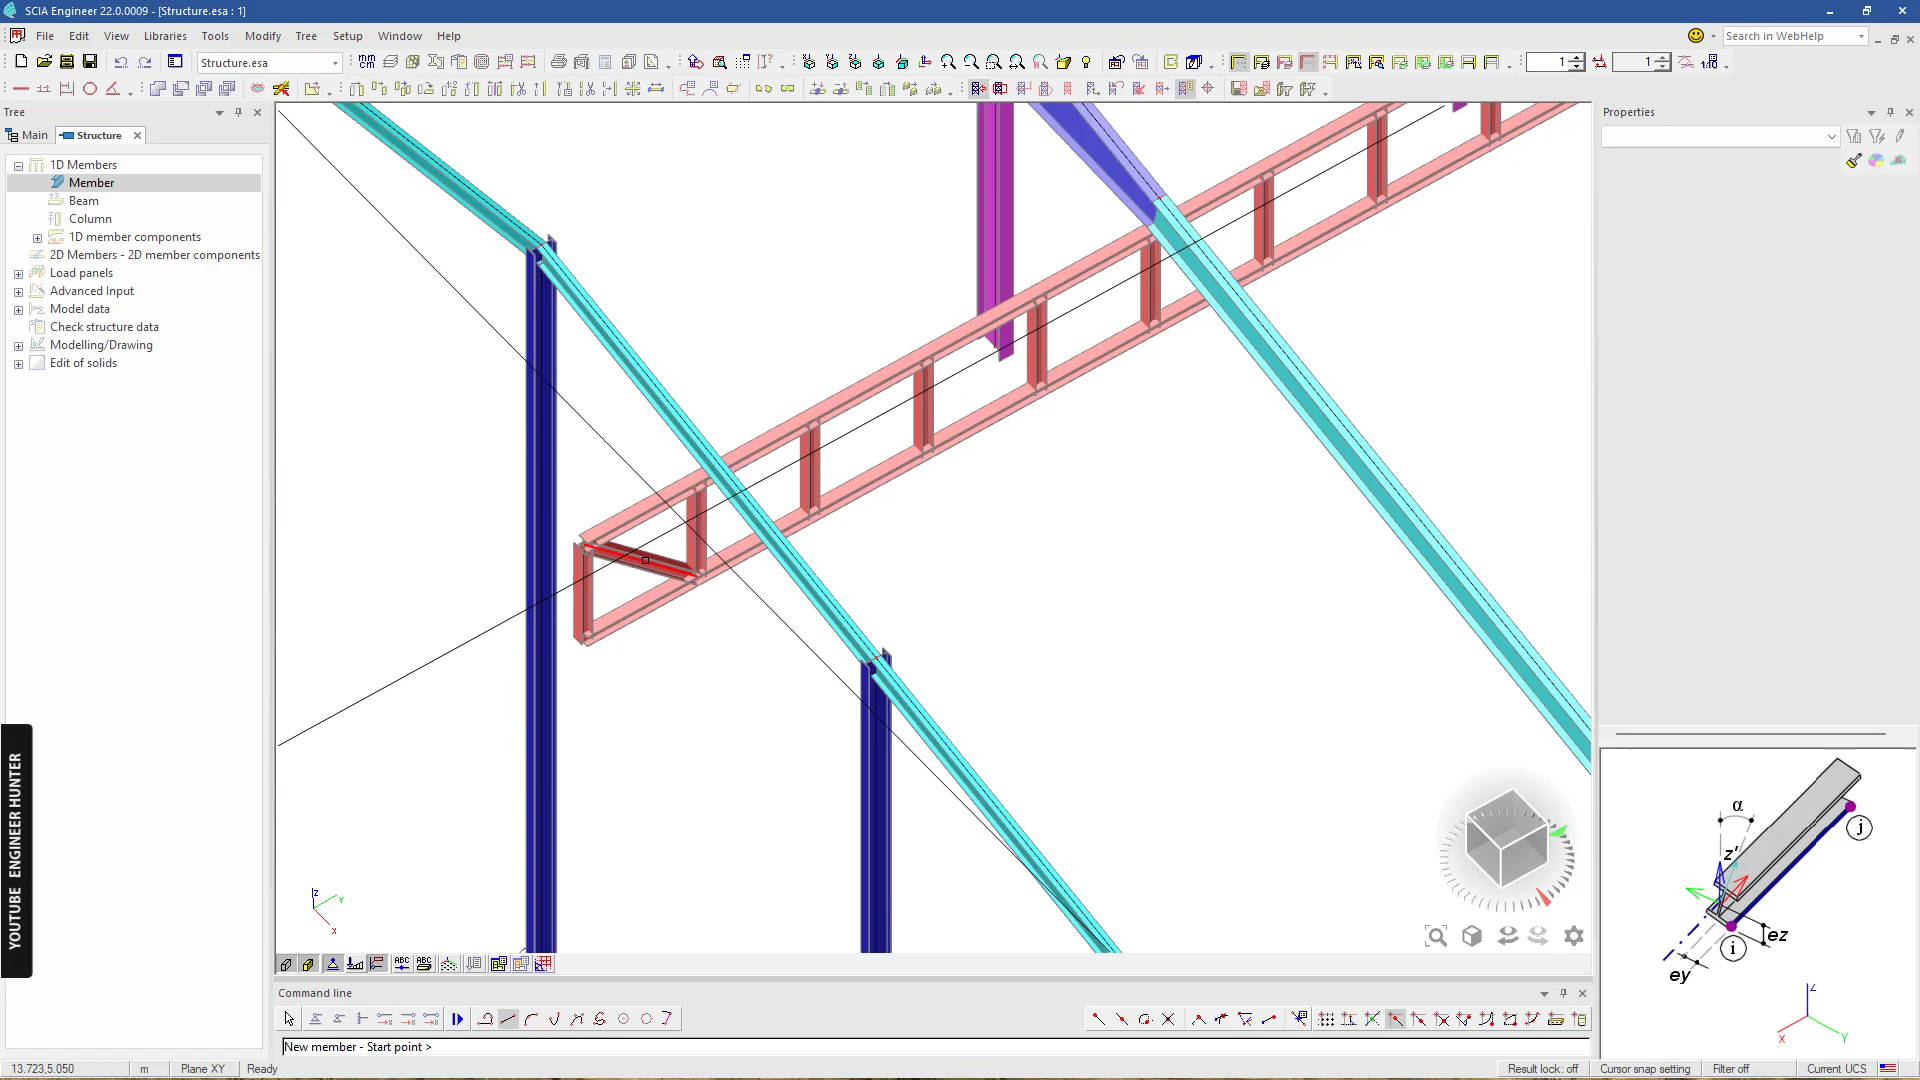 SCIA Engineer 22.0.0009 - [Structure.esa : 1]
File Edit View Libraries Tools Modify Tree Setup Window Help
Search in WebHelp
Structure.esa
1
1
Tree
Main
Structure
1D Members
Member
Beam
Column
1D member components
2D Members - 2D member components
Load panels
Advanced Input
Model data
Check structure data
Modelling/Drawing
Edit of solids
Properties
YOUTUBE ENGINEER HUNTER
z
Y
x
α
j
z'
i
ez
ey
z
x
Y
ABC
ABC
Command line
New member - Start point >
13.723,5.050
m
Plane XY
Ready
Result lock: off
Cursor snap setting
Filter off
Current UCS